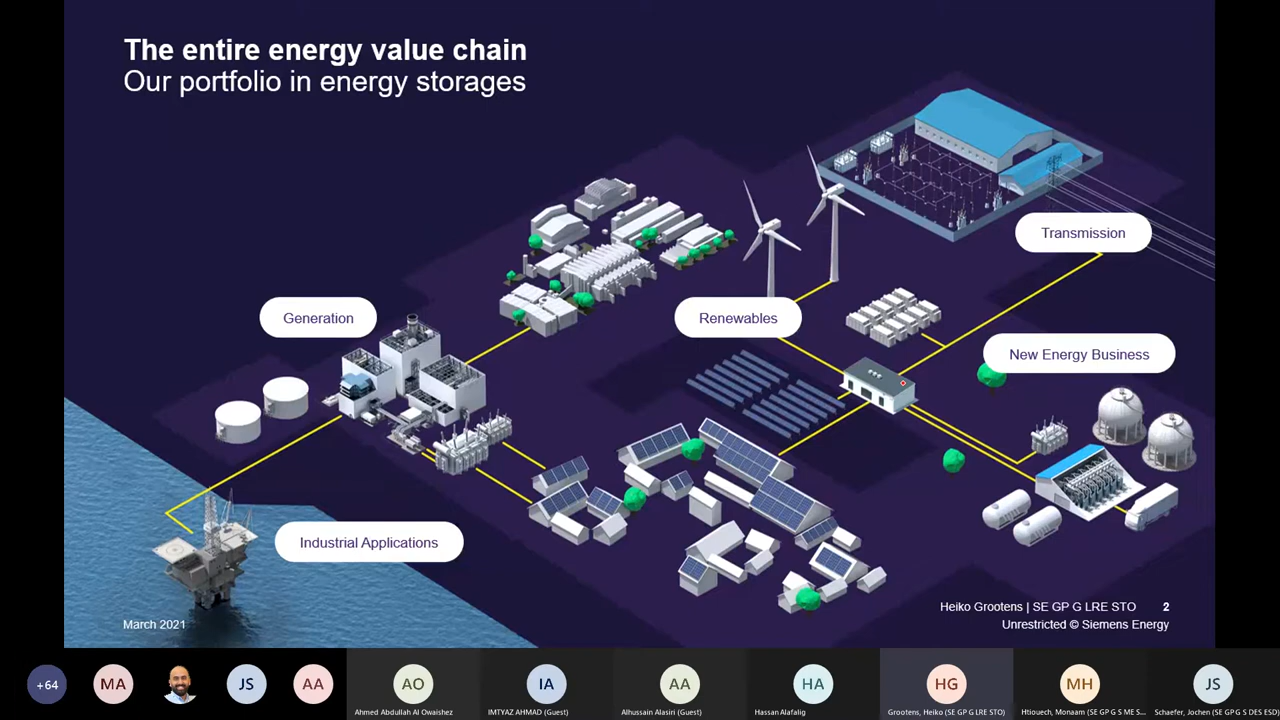 The entire energy value chain
Our portfolio in energy storages
Transmission
Generation
Renewables
New Energy Business
Industrial Applications
Heiko Grootens | SE GP G LRE STO 2
March 2021
Unrestricted © Siemens Energy
+64
MA
JS
AA
AO
IA
AA
HA
HG
MH
JS
Ahmed Abdullah Al Owaishez
IMTYAZ AHMAD (Guest)
Alhussain Alasiri (Guest)
Hassan Alafalig
Grootens, Heiko (SE GP G LRE STO)
Htiouech, Monaam (SE GP G S ME S...
Schaefer, Jochen (SE GP G S DES ESD)